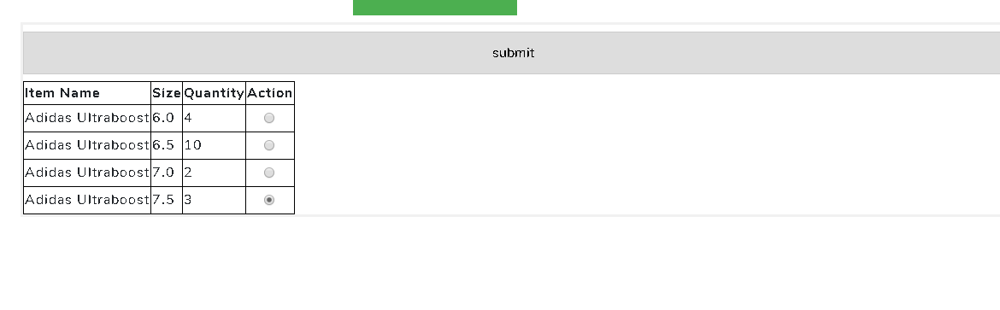 submit
Item Name Size Quantity Action
Adidas Ultraboost 6.0 4
Adidas Ultraboost 6.5 10
Adidas Ultraboost 7.0 2
Adidas Ultraboost 7.5 3